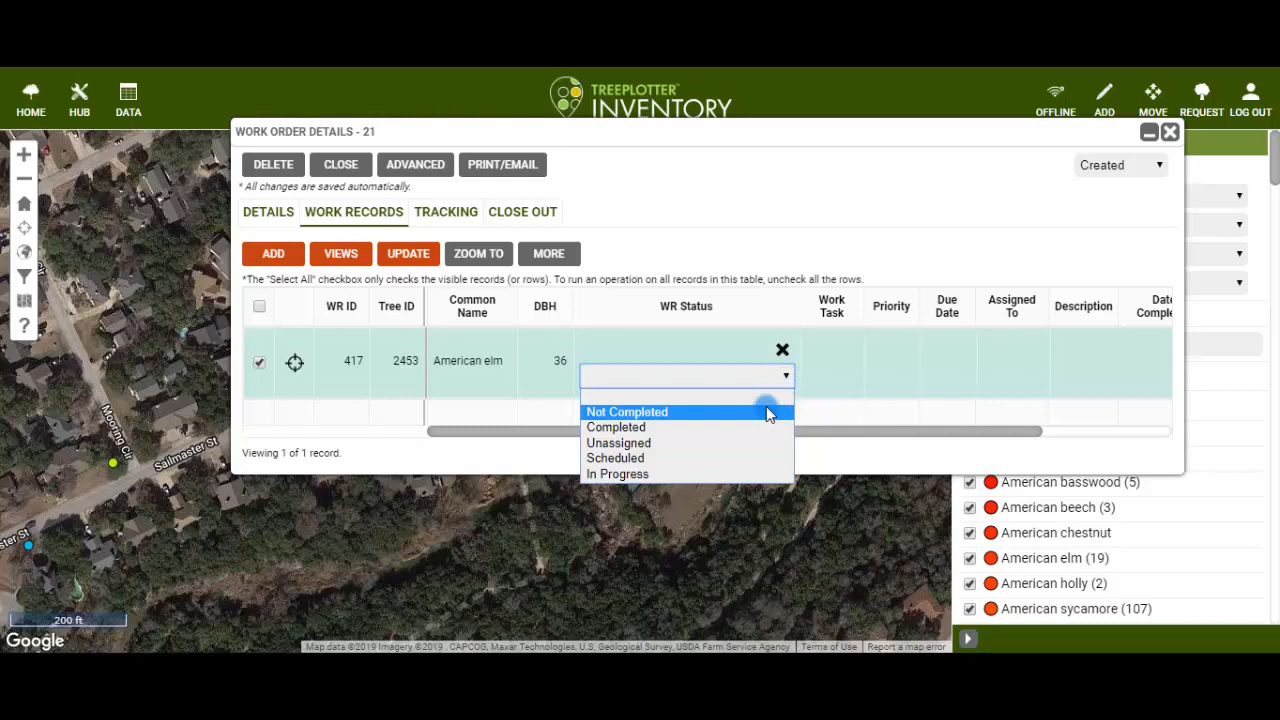 TREEPLOTTER™
INVENTORY
HOME
HUB
DATA
OFFLINE
ADD
MOVE
REQUEST
LOG OUT
WORK ORDER DETAILS - 21
DELETE
CLOSE
ADVANCED
PRINT/EMAIL
Created
* All changes are saved automatically.
DETAILS
WORK RECORDS
TRACKING
CLOSE OUT
ADD
VIEWS
UPDATE
ZOOM TO
MORE
*The "Select All" checkbox only checks the visible records (or rows). To run an operation on all records in this table, uncheck all the rows.
WR ID
Tree ID
Common
Name
DBH
WR Status
Work
Task
Priority
Due
Date
Assigned
To
Description
Date
Comple
417
2453
American elm
36
Not Completed
Completed
Unassigned
Scheduled
In Progress
Viewing 1 of 1 record.
Cir
Mooring Cir
Sailmaster St
ster St
American basswood (5)
American beech (3)
American chestnut
American elm (19)
American holly (2)
American sycamore (107)
200 ft
Google
Map data ©2019 Imagery ©2019 , CAPCOG, Maxar Technologies, U.S. Geological Survey, USDA Farm Service Agency
Terms of Use
Report a map error